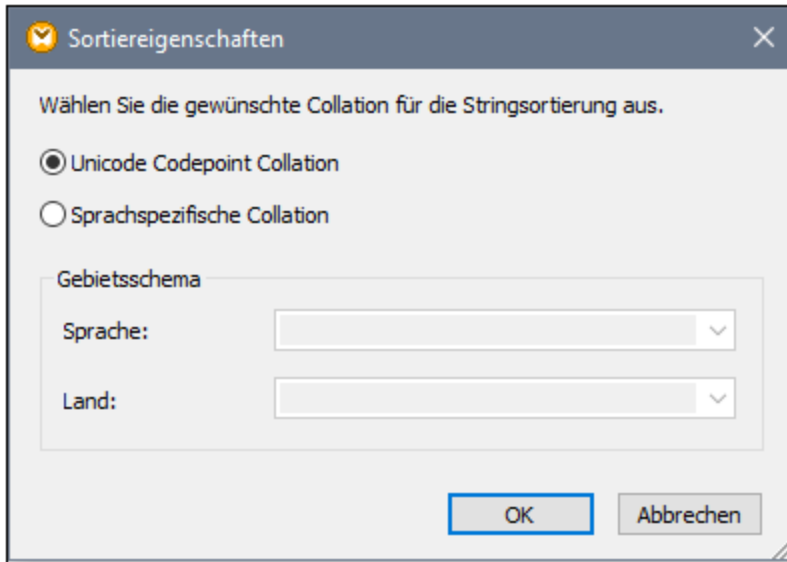 Sortiereigenschaften
Wählen Sie die gewünschte Collation für die Stringsortierung aus.
Unicode Codepoint Collation
Sprachspezifische Collation
Gebietsschema
Sprache:
Land:
OK Abbrechen